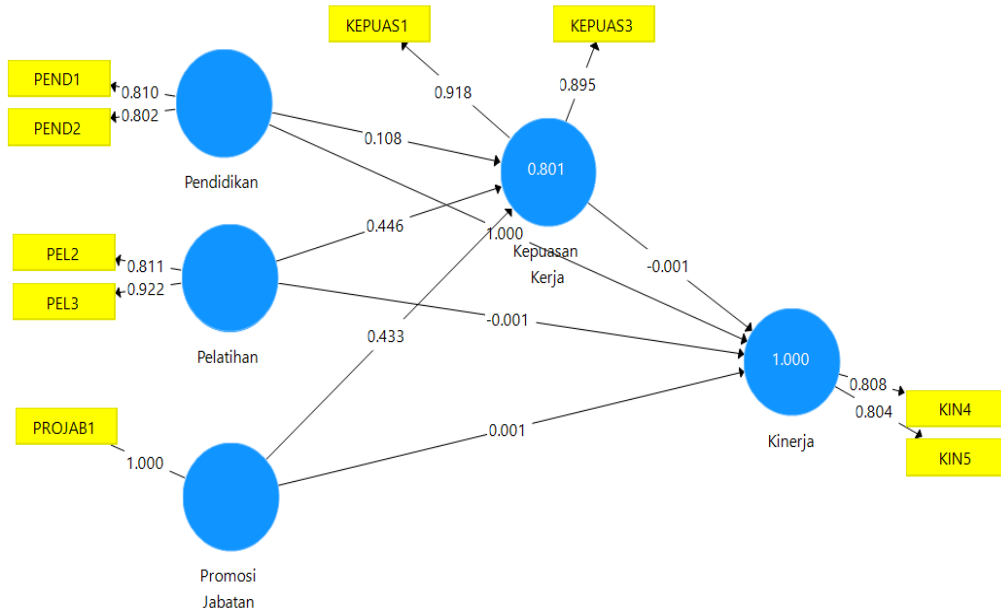 KEPUAS1
KEPUAS3
PEND1
0.810
0.802
PEND2
0.918
0.895
0.108
0.801
Pendidikan
0.446
1.000
Kepuasan
Kerja
PEL2
0.811
0.922
PEL3
-0.001
-0.001
0.433
Pelatihan
1.000
0.808
KIN4
0.804
KIN5
Kinerja
PROJAB1
1.000
0.001
Promosi
Jabatan